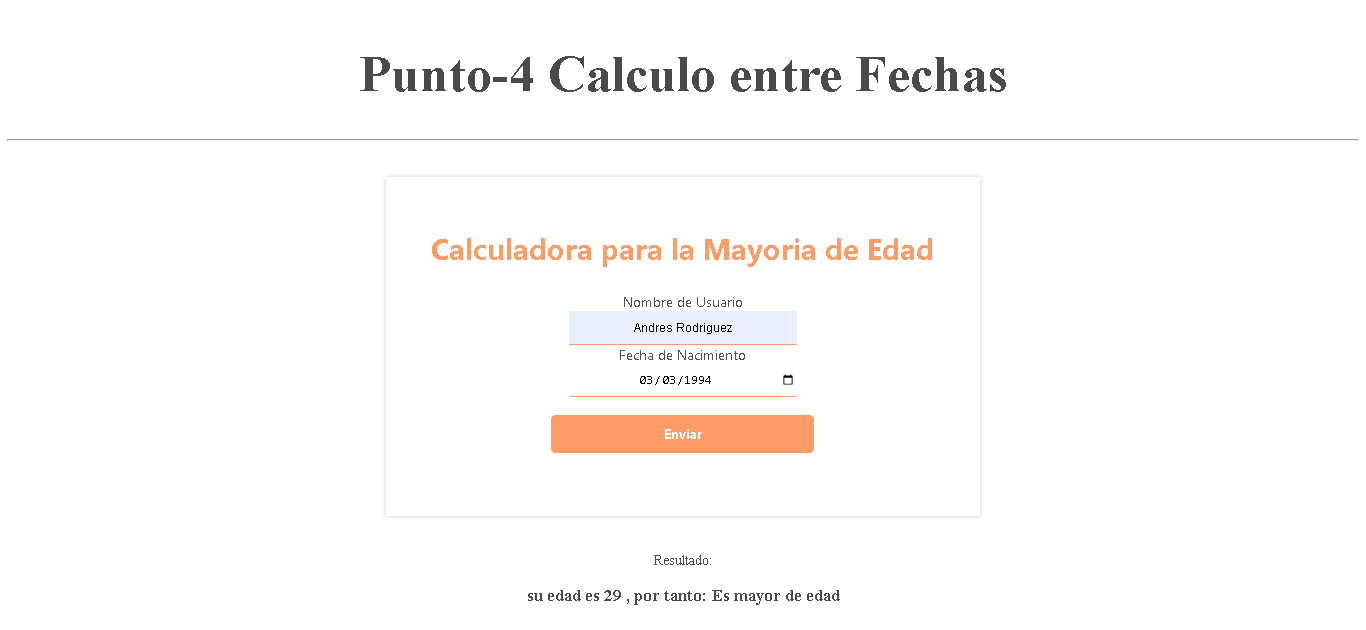 Punto-4 Calculo entre Fechas
Calculadora para la Mayoria de Edad
Nombre de Usuario
Andres Rodriguez
Fecha de Nacimiento
03/03/1994
Enviar
Resultado:
su edad es 29 , por tanto: Es mayor de edad